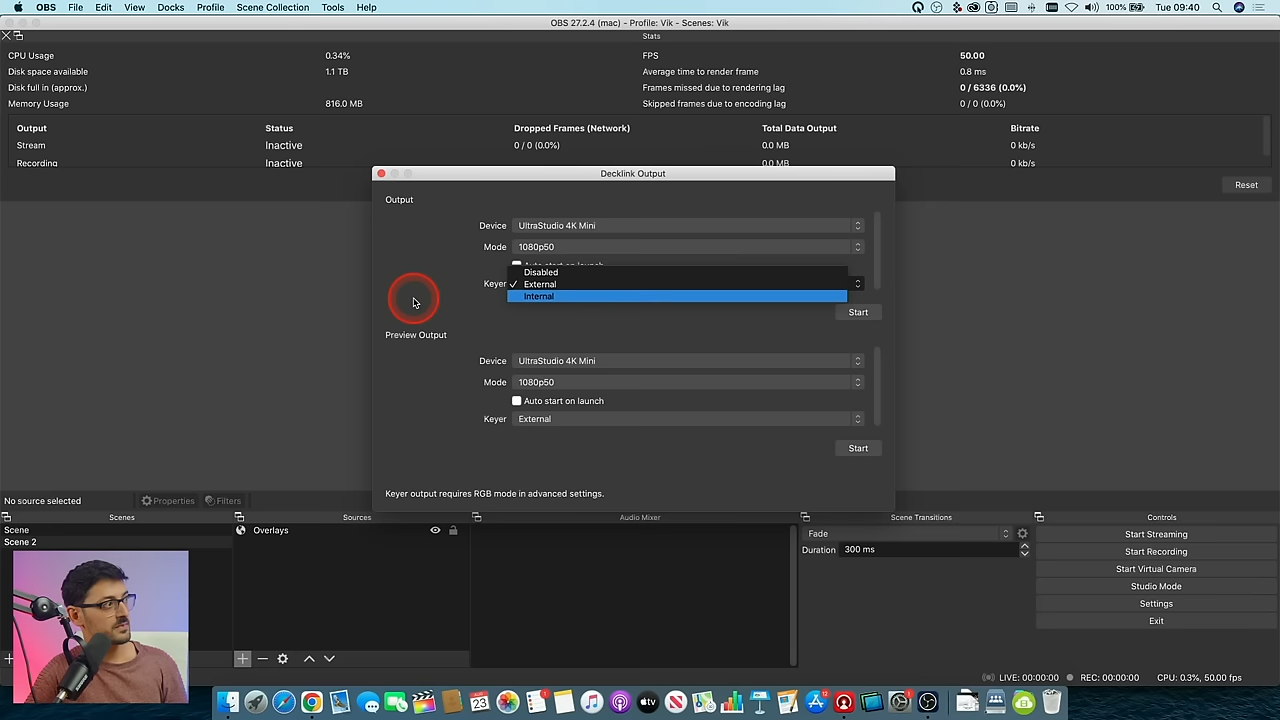 OBS File Edit View Docks Profile Scene Collection Tools Help 100% Tue 09:40
OBS 27.2.4 (mac) - Profile: Vik - Scenes: Vik
Stats
CPU Usage 0.34% FPS 50.00
Disk space available 1.1 TB Average time to render frame 0.8 ms
Disk full in (approx.) Frames missed due to rendering lag 0 / 6336 (0.0%)
Memory Usage 816.0 MB Skipped frames due to encoding lag 0 / 0 (0.0%)
Output Status Dropped Frames (Network) Total Data Output Bitrate
Stream Inactive 0 / 0 (0.0%) 0.0 MB 0 kb/s
Recording Inactive 0.0 MB 0 kb/s
Reset
Decklink Output
Output
Device UltraStudio 4K Mini
Mode 1080p50
Auto start on launch
Disabled
Keyer ✓ External
Internal
Start
Preview Output
Device UltraStudio 4K Mini
Mode 1080p50
Auto start on launch
Keyer External
Start
Keyer output requires RGB mode in advanced settings.
No source selected Properties Filters
Scenes Sources Audio Mixer Scene Transitions Controls
Scene Overlays Fade Start Streaming
Scene 2 Duration 300 ms Start Recording
Start Virtual Camera
Studio Mode
Settings
Exit
LIVE: 00:00:00 REC: 00:00:00 CPU: 0.3%, 50.00 fps